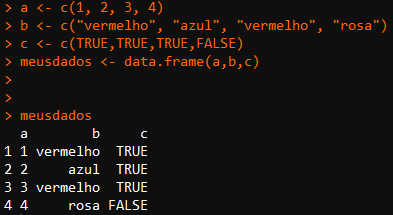 > a <- c(1, 2, 3, 4)
> b <- c("vermelho", "azul", "vermelho", "rosa")
> c <- c(TRUE,TRUE,TRUE,FALSE)
> meusdados <- data.frame(a,b,c)
>
>
> meusdados
  a        b     c
1 1 vermelho  TRUE
2 2     azul  TRUE
3 3 vermelho  TRUE
4 4     rosa FALSE